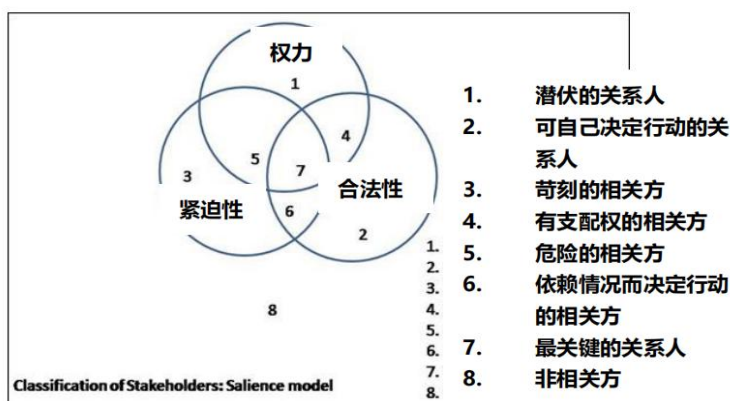 权力
1
4
5
7
3
紧迫性
合法性
6
2
8
1.
2.
3.
4.
5.
6.
7.
8.
Classification of Stakeholders: Salience model
1. 潜伏的关系人
2. 可自己决定行动的关
系人
3. 苛刻的相关方
4. 有支配权的相关方
5. 危险的相关方
6. 依赖情况而决定行动
的相关方
7. 最关键的关系人
8. 非相关方